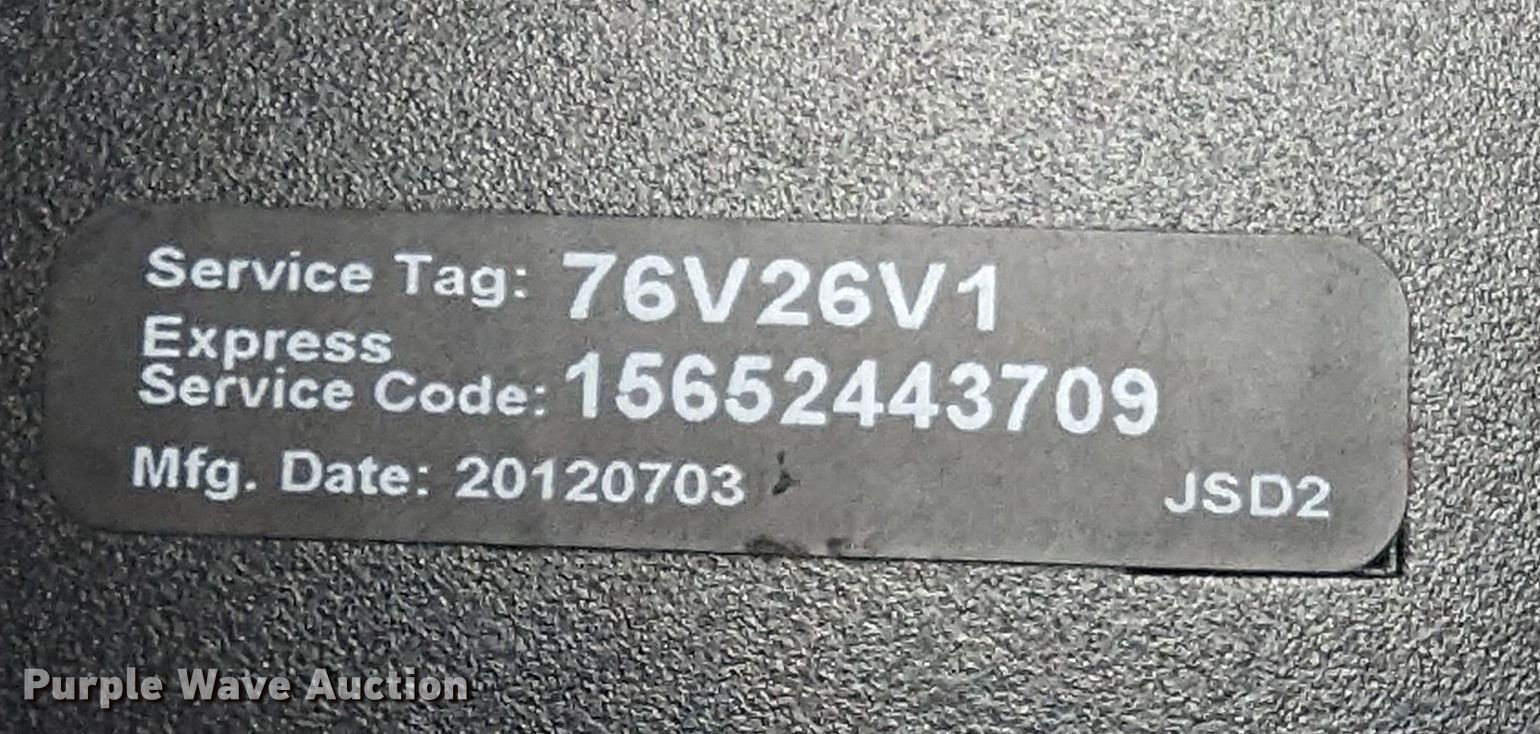 Service Tag: 76V26V1
Express
Service Code: 15652443709
Mfg. Date: 20120703 JSD2
Purple Wave Auction